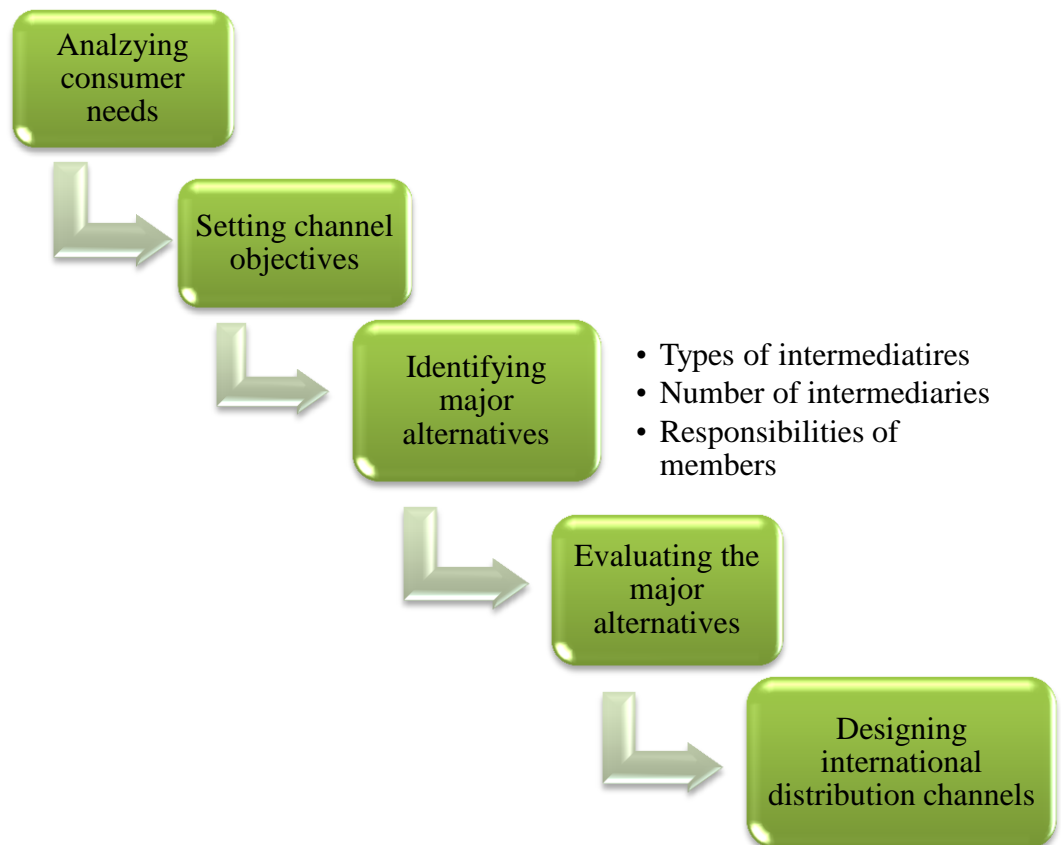 Analzying
consumer
needs
Setting channel
objectives
Identifying
major
alternatives
• Types of intermediatires
• Number of intermediaries
• Responsibilities of
members
Evaluating the
major
alternatives
Designing
international
distribution channels